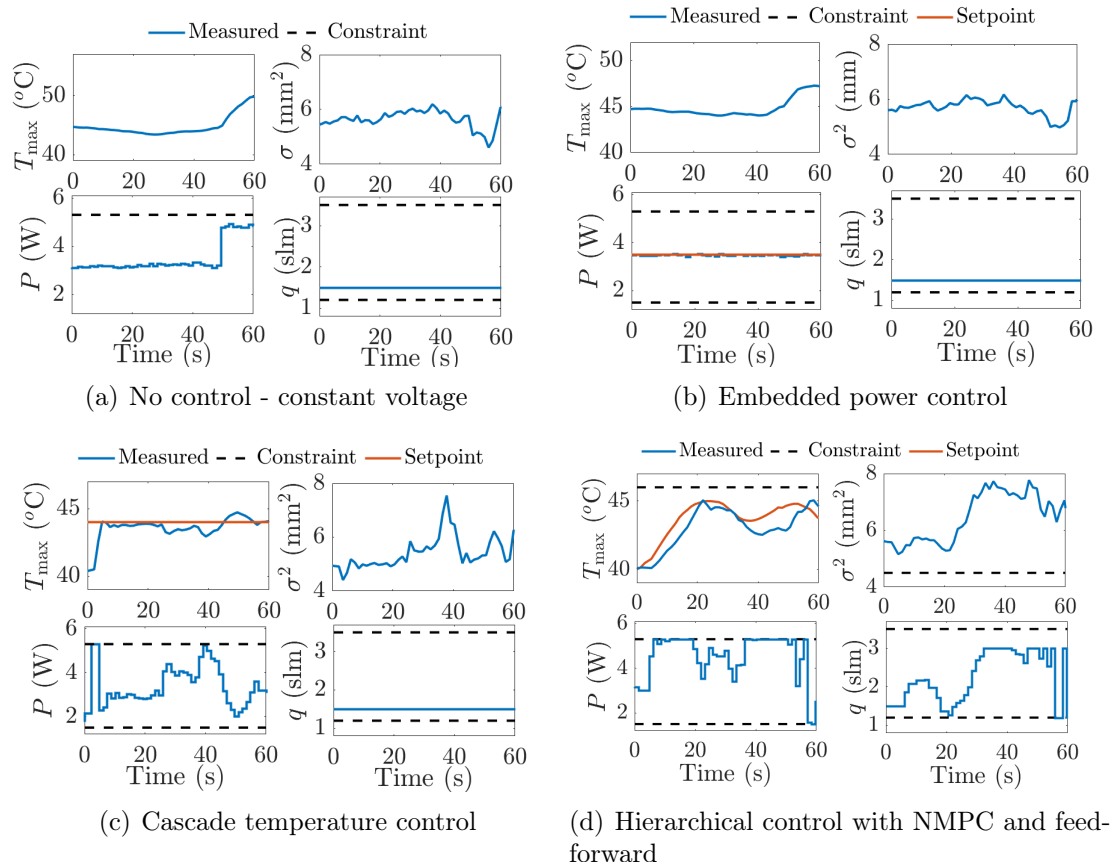 Measured Constraint
T_max (°C)
50
40
0 20 40 60
σ (mm²)
8
6
4
0 20 40 60
P (W)
6
4
2
0 20 40 60
Time (s)
q (slm)
3
2
1
0 20 40 60
Time (s)
(a) No control - constant voltage
Measured Constraint Setpoint
T_max (°C)
50
45
40
0 20 40 60
σ² (mm)
8
6
4
0 20 40 60
P (W)
6
4
2
0 20 40 60
Time (s)
q (slm)
3
2
1
0 20 40 60
Time (s)
(b) Embedded power control
Measured Constraint Setpoint
T_max (°C)
45
40
0 20 40 60
σ² (mm²)
8
6
4
0 20 40 60
P (W)
6
4
2
0 20 40 60
Time (s)
q (slm)
3
2
1
0 20 40 60
Time (s)
(c) Cascade temperature control
Measured Constraint Setpoint
T_max (°C)
45
40
0 20 40 60
σ² (mm²)
8
6
4
0 20 40 60
P (W)
6
4
2
0 20 40 60
Time (s)
q (slm)
3
2
1
0 20 40 60
Time (s)
(d) Hierarchical control with NMPC and feed-
forward